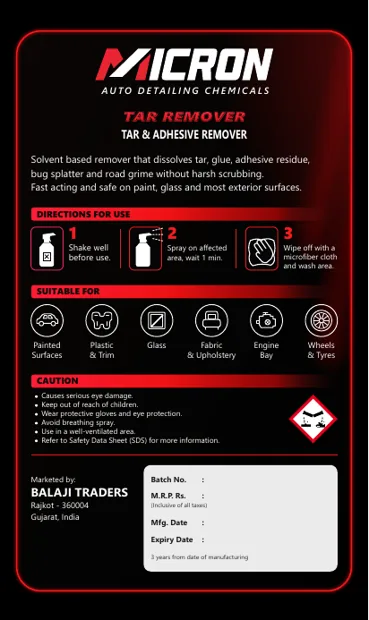 MICRON
AUTO DETAILING CHEMICALS
TAR REMOVER
TAR & ADHESIVE REMOVER
Solvent based remover that dissolves tar, glue, adhesive residue,
bug splatter and road grime without harsh scrubbing.
Fast acting and safe on paint, glass and most exterior surfaces.
DIRECTIONS FOR USE
1
Shake well
before use.
2
Spray on affected
area, wait 1 min.
3
Wipe off with a
microfiber cloth
and wash area.
SUITABLE FOR
Painted
Surfaces
Plastic
& Trim
Glass
Fabric
& Upholstery
Engine
Bay
Wheels
& Tyres
CAUTION
• Causes serious eye damage.
• Keep out of reach of children.
• Wear protective gloves and eye protection.
• Avoid breathing spray.
• Use in a well-ventilated area.
• Refer to Safety Data Sheet (SDS) for more information.
Marketed by:
BALAJI TRADERS
Rajkot - 360004
Gujarat, India
Batch No. :
M.R.P. Rs. :
(Inclusive of all taxes)
Mfg. Date :
Expiry Date :
3 years from date of manufacturing